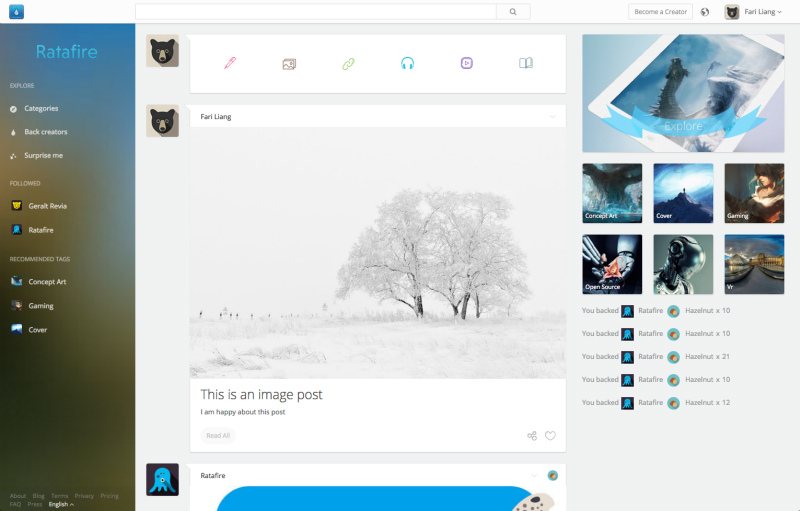 Become a Creator
Fari Liang
Ratafire
EXPLORE
Categories
Back creators
Surprise me
FOLLOWED
Geralt Revia
Ratafire
RECOMMENDED TAGS
Concept Art
Gaming
Cover
About Blog Terms Privacy Pricing
FAQ Press English
Fari Liang
This is an image post
I am happy about this post
Read All
Ratafire
Explore
Concept Art
Cover
Gaming
Open Source
Vr
You backed Ratafire Hazelnut x 10
You backed Ratafire Hazelnut x 10
You backed Ratafire Hazelnut x 21
You backed Ratafire Hazelnut x 10
You backed Ratafire Hazelnut x 12